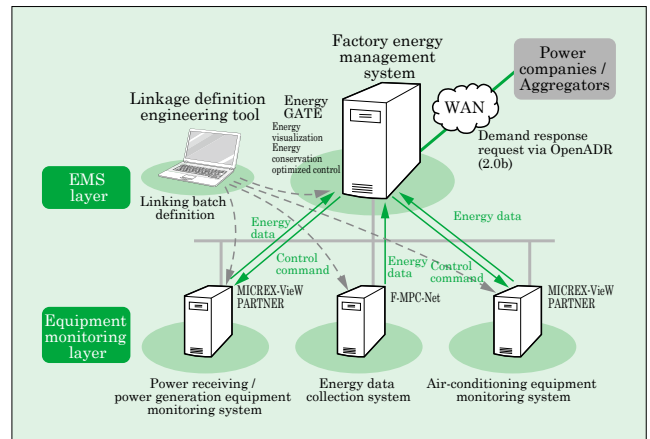 Factory energy
management
system
Power
companies /
Aggregators
WAN
Linkage definition
engineering tool
Energy
GATE
Energy
visualization
Energy
conservation
optimized control
Demand response
request via OpenADR
(2.0b)
EMS
layer
Linking batch
definition
Energy
data
Control
command
Energy
data
Energy data
Control
command
MICREX-VieW
PARTNER
F-MPC-Net
MICREX-VieW
PARTNER
Equipment
monitoring
layer
Power receiving /
power generation equipment
monitoring system
Energy data
collection system
Air-conditioning equipment
monitoring system